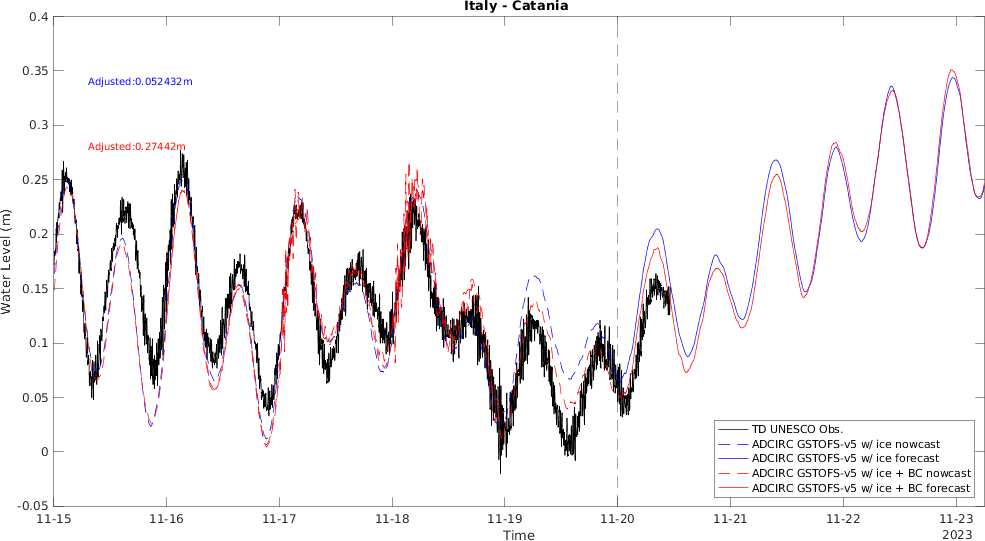 Italy - Catania
0.4
0.35
0.3
0.25
0.2
0.15
0.1
0.05
0
-0.05
Water Level (m)
Adjusted:0.052432m
Adjusted:0.27442m
TD UNESCO Obs.
ADCIRC GSTOFS-v5 w/ ice nowcast
ADCIRC GSTOFS-v5 w/ ice forecast
ADCIRC GSTOFS-v5 w/ ice + BC nowcast
ADCIRC GSTOFS-v5 w/ ice + BC forecast
11-15 11-16 11-17 11-18 11-19 11-20 11-21 11-22 11-23
Time 2023